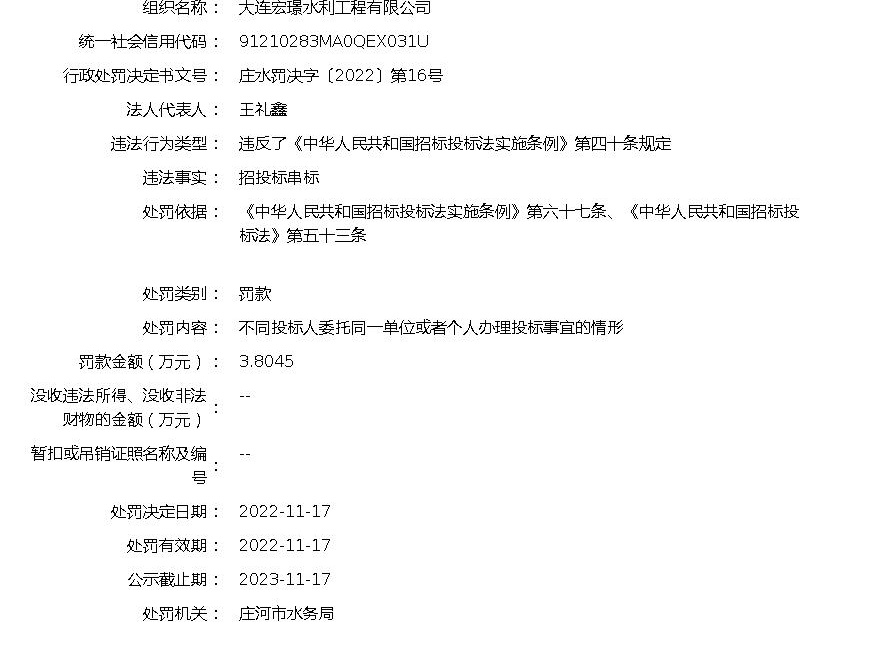 组织名称： 大连宏璟水利工程有限公司
统一社会信用代码： 91210283MA0QEX031U
行政处罚决定书文号： 庄水罚决字〔2022〕第16号
法人代表人： 王礼鑫
违法行为类型： 违反了《中华人民共和国招标投标法实施条例》第四十条规定
违法事实： 招投标串标
处罚依据： 《中华人民共和国招标投标法实施条例》第六十七条、《中华人民共和国招标投
标法》第五十三条
处罚类别： 罚款
处罚内容： 不同投标人委托同一单位或者个人办理投标事宜的情形
罚款金额（万元）： 3.8045
没收违法所得、没收非法
财物的金额（万元）： --
暂扣或吊销证照名称及编
号： --
处罚决定日期： 2022-11-17
处罚有效期： 2022-11-17
公示截止期： 2023-11-17
处罚机关： 庄河市水务局